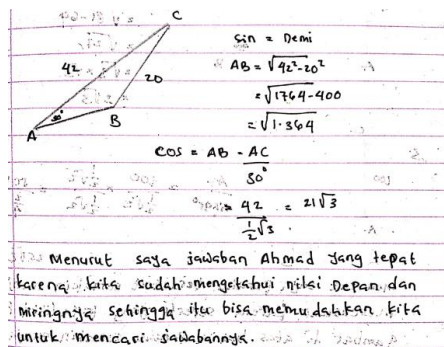 C
Sin = Demi
42
20
AB = √42²-20²
= √1764-400
= √1.364
A
30°
B
COS = AB = AC
30°
= 42 = 21√3
½√3
Menurut saya jawaban Ahmad yang tepat
karena kita sudah mengetahui nilai Depan dan
miringnya sehingga itu bisa memudahkan kita
untuk mencari jawabannya.